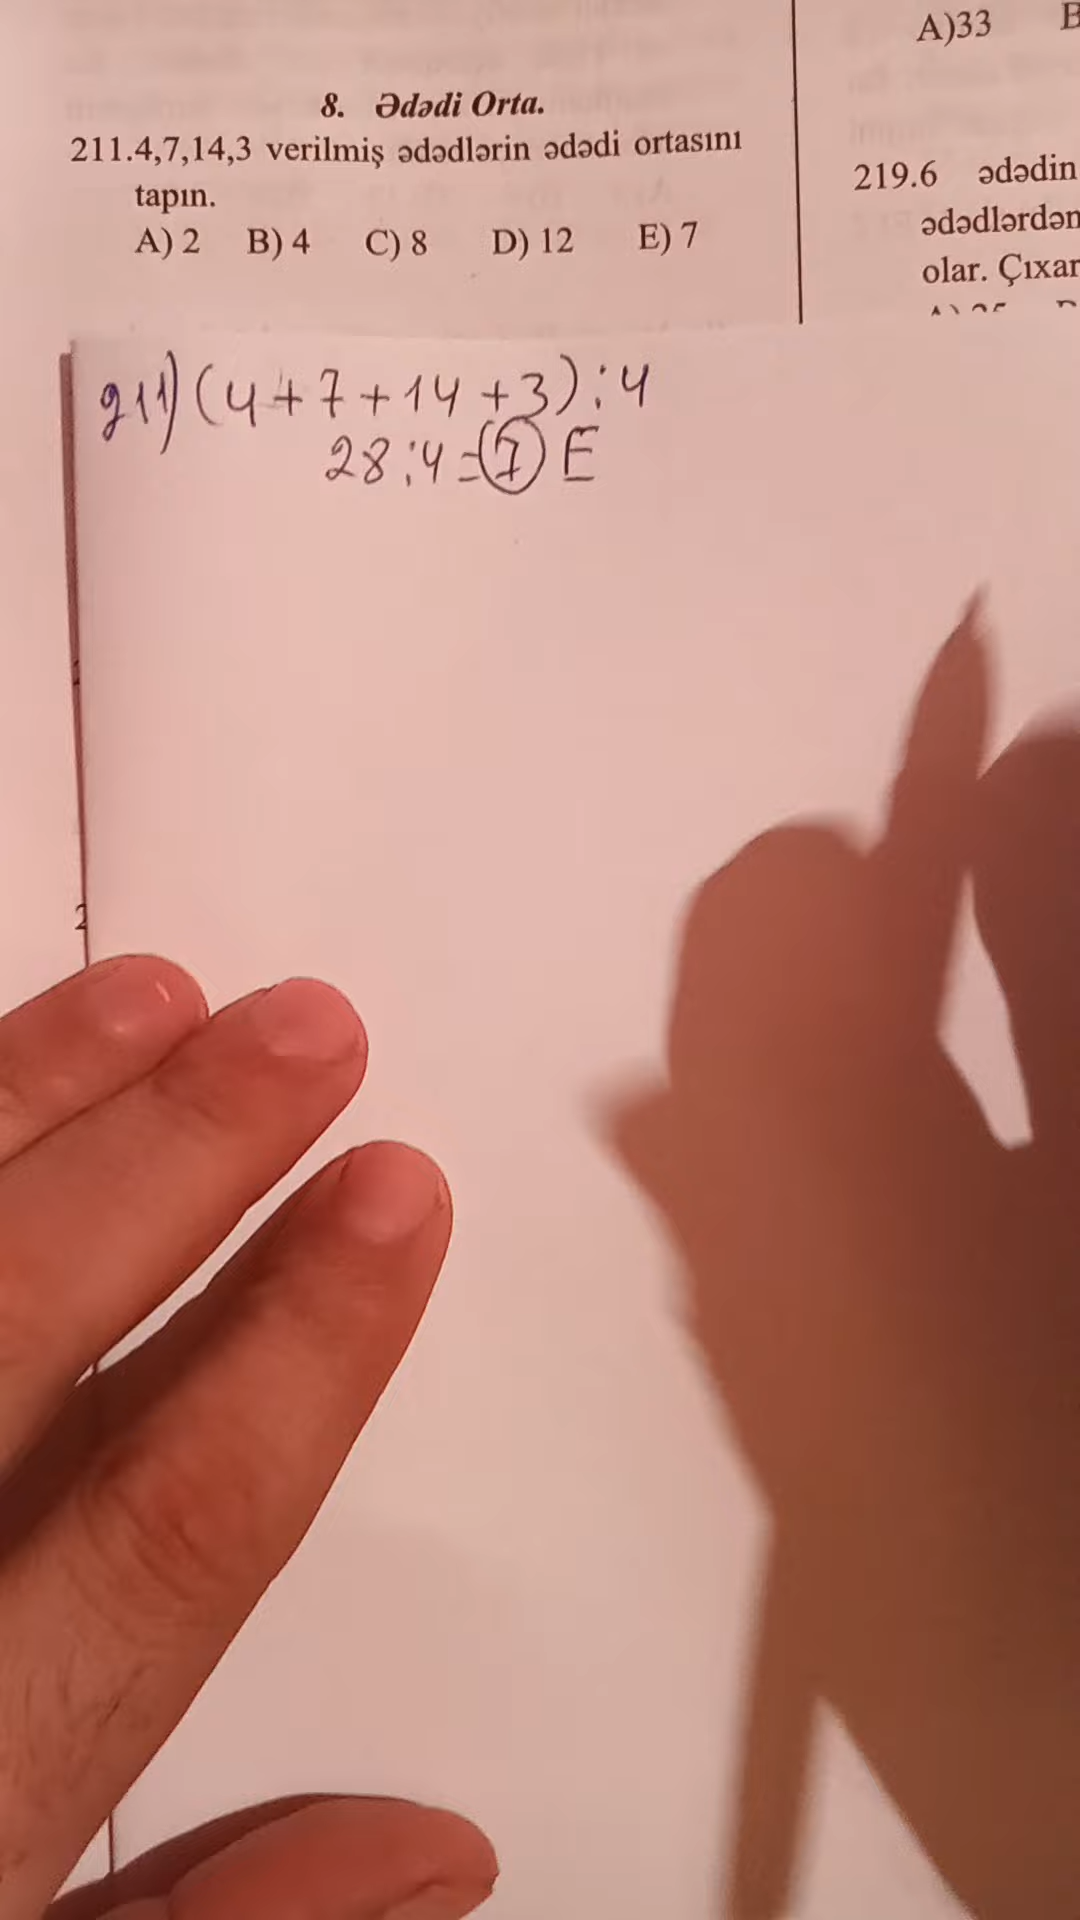 8. Ədədi Orta.
211.4,7,14,3 verilmiş ədədlərin ədədi ortasını
tapın.
A) 2 B) 4 C) 8 D) 12 E) 7
211) (4+7+14+3):4
28:4=7 E
A)33
219.6 ədədin
ədədlərdən
olar. Çıxar
2